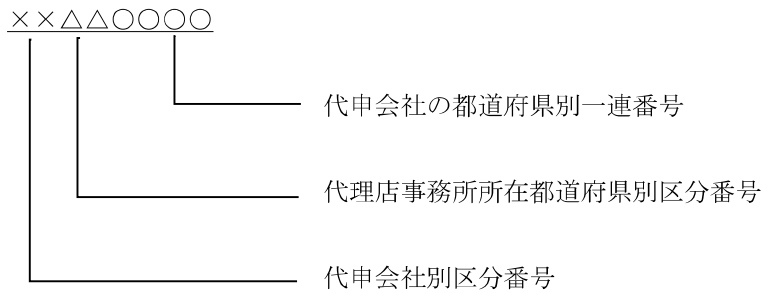 ××△△○○○○
代申会社の都道府県別一連番号
代理店事務所所在都道府県別区分番号
代申会社別区分番号